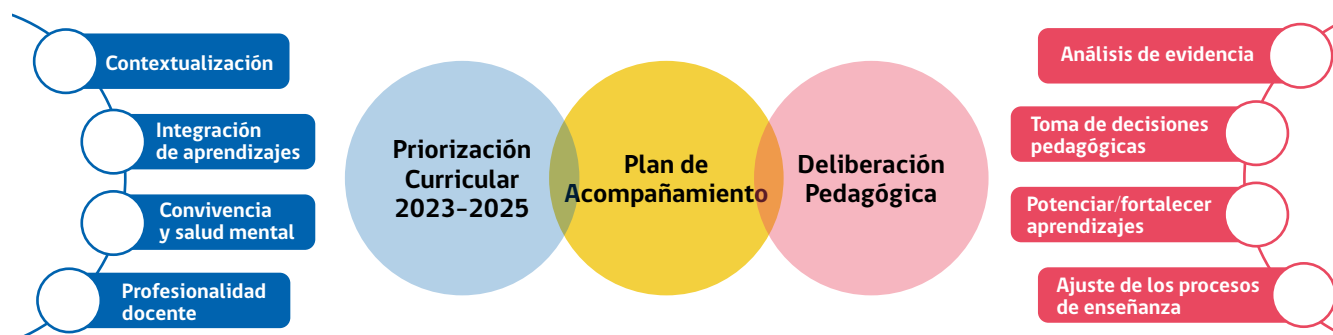 Contextualización
Integración
de aprendizajes
Convivencia
y salud mental
Profesionalidad
docente
Priorización
Curricular
2023–2025
Plan de
Acompañamiento
Deliberación
Pedagógica
Análisis de evidencia
Toma de decisiones
pedagógicas
Potenciar/fortalecer
aprendizajes
Ajuste de los procesos
de enseñanza